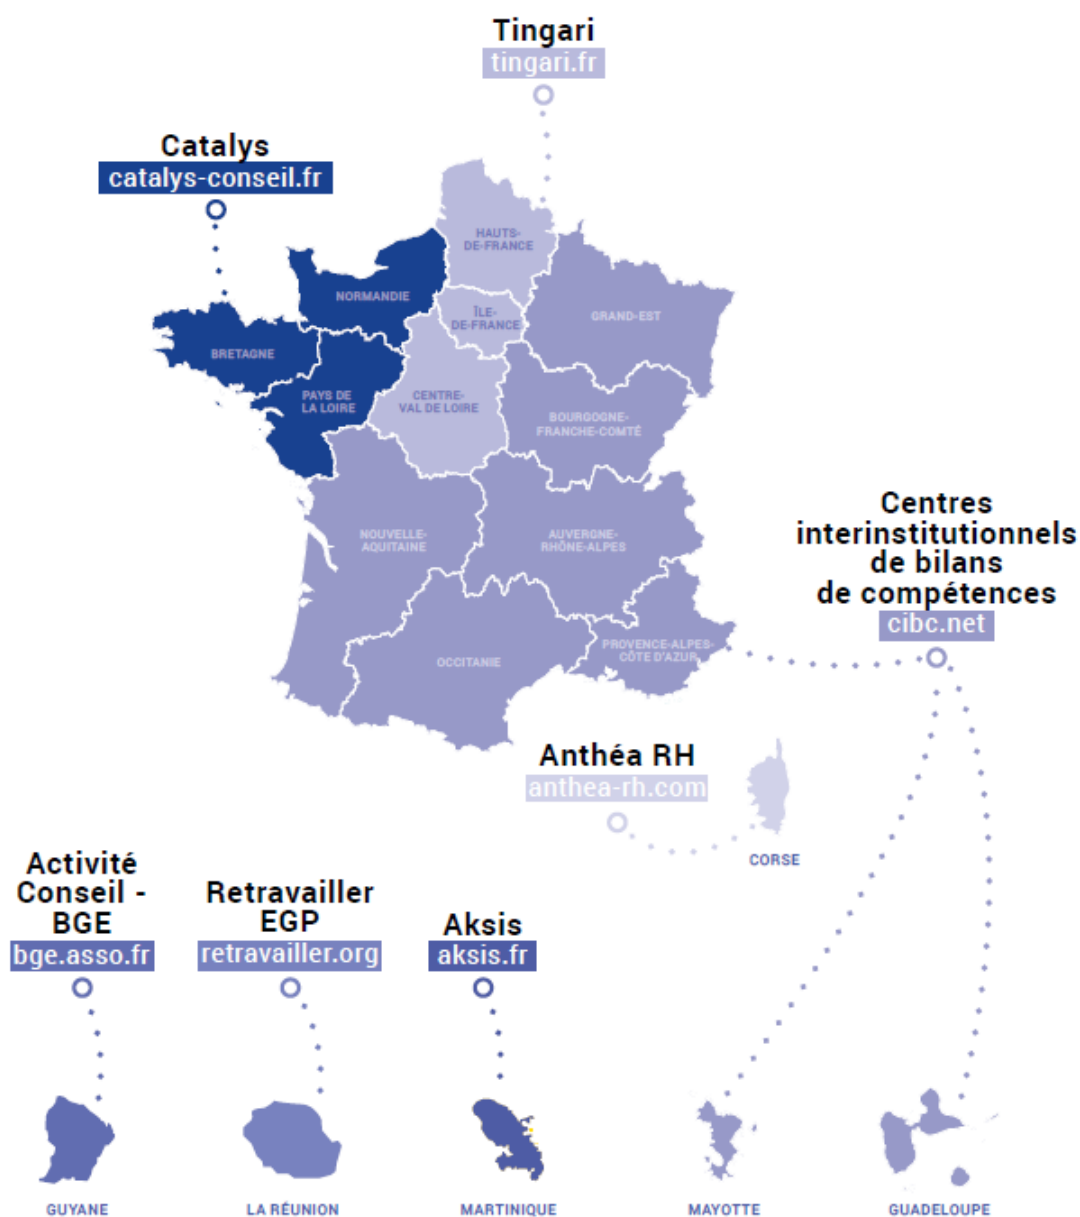 Tingari
tingari.fr
Catalys
catalys-conseil.fr
HAUTS-
DE-FRANCE
NORMANDIE
ÎLE-
DE-FRANCE
GRAND-EST
BRETAGNE
PAYS DE
LA LOIRE
CENTRE-
VAL DE LOIRE
BOURGOGNE-
FRANCHE-COMTÉ
Centres
interinstitutionnels
de bilans
de compétences
cibc.net
NOUVELLE-
AQUITAINE
AUVERGNE-
RHÔNE-ALPES
OCCITANIE
PROVENCE-ALPES-
CÔTE D'AZUR
Anthéa RH
anthea-rh.com
CORSE
Activité
Conseil -
BGE
bge.asso.fr
Retravailler
EGP
retravailler.org
Aksis
aksis.fr
GUYANE
LA RÉUNION
MARTINIQUE
MAYOTTE
GUADELOUPE